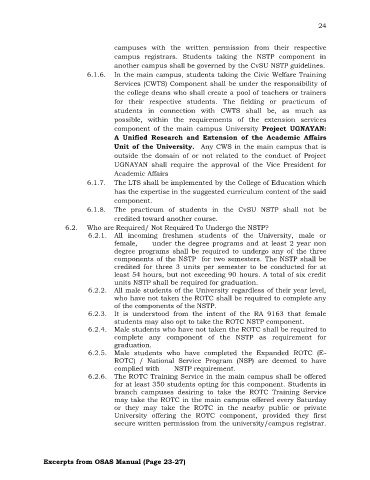 24
campuses with the written permission from their respective
campus registrars. Students taking the NSTP component in
another campus shall be governed by the CvSU NSTP guidelines.
6.1.6. In the main campus, students taking the Civic Welfare Training
Services (CWTS) Component shall be under the responsibility of
the college deans who shall create a pool of teachers or trainers
for their respective students. The fielding or practicum of
students in connection with CWTS shall be, as much as
possible, within the requirements of the extension services
component of the main campus University Project UGNAYAN:
A Unified Research and Extension of the Academic Affairs
Unit of the University. Any CWS in the main campus that is
outside the domain of or not related to the conduct of Project
UGNAYAN shall require the approval of the Vice President for
Academic Affairs
6.1.7. The LTS shall be implemented by the College of Education which
has the expertise in the suggested curriculum content of the said
component.
6.1.8. The practicum of students in the CvSU NSTP shall not be
credited toward another course.
6.2. Who are Required/ Not Required To Undergo the NSTP?
6.2.1. All incoming freshmen students of the University, male or
female, under the degree programs and at least 2 year non
degree programs shall be required to undergo any of the three
components of the NSTP for two semesters. The NSTP shall be
credited for three 3 units per semester to be conducted for at
least 54 hours, but not exceeding 90 hours. A total of six credit
units NSTP shall be required for graduation.
6.2.2. All male students of the University regardless of their year level,
who have not taken the ROTC shall be required to complete any
of the components of the NSTP.
6.2.3. It is understood from the intent of the RA 9163 that female
students may also opt to take the ROTC NSTP component.
6.2.4. Male students who have not taken the ROTC shall be required to
complete any component of the NSTP as requirement for
graduation.
6.2.5. Male students who have completed the Expanded ROTC (E-
ROTC) / National Service Program (NSP) are deemed to have
complied with NSTP requirement.
6.2.6. The ROTC Training Service in the main campus shall be offered
for at least 350 students opting for this component. Students in
branch campuses desiring to take the ROTC Training Service
may take the ROTC in the main campus offered every Saturday
or they may take the ROTC in the nearby public or private
University offering the ROTC component, provided they first
secure written permission from the university/campus registrar.
Excerpts from OSAS Manual (Page 23-27)